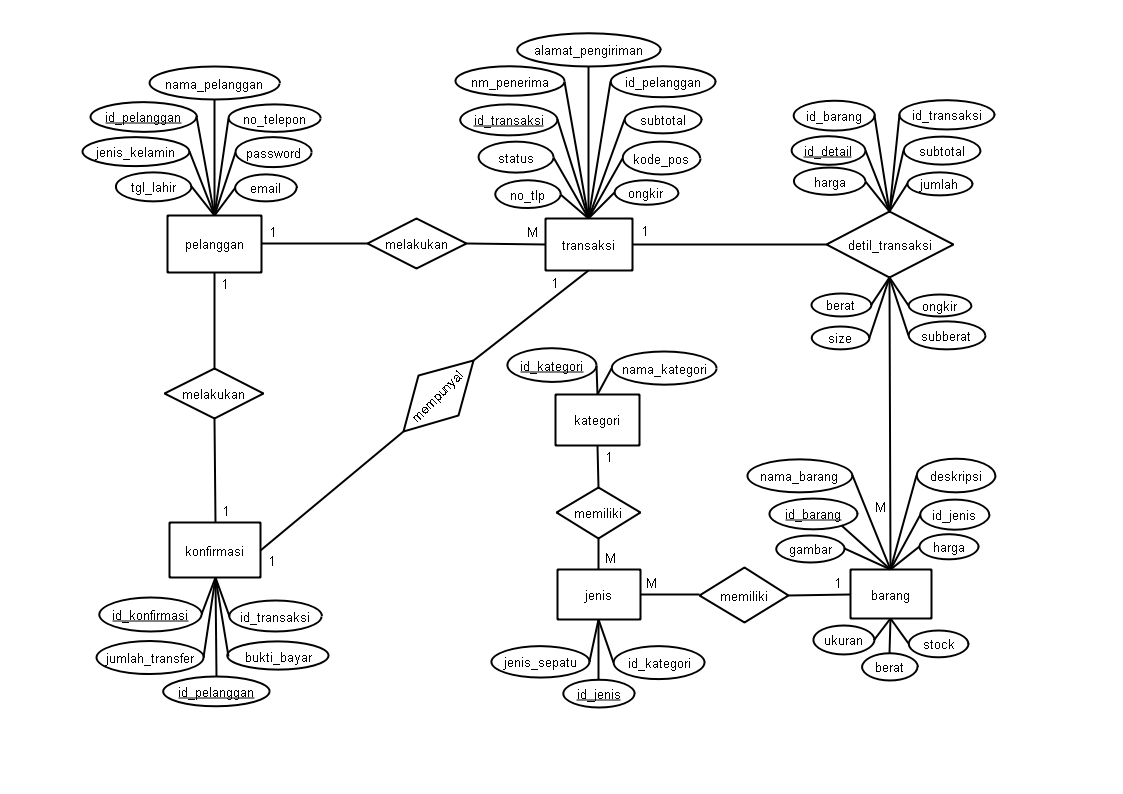 alamat_pengiriman
nama_pelanggan
nm_penerima
id_pelanggan
id_pelanggan
no_telepon
id_transaksi
subtotal
id_barang
id_transaksi
jenis_kelamin
password
status
kode_pos
id_detail
subtotal
tgl_lahir
email
no_tlp
ongkir
harga
jumlah
pelanggan
1
melakukan
M
transaksi
1
detil_transaksi
1
1
berat
ongkir
size
subberat
id_kategori
nama_kategori
melakukan
mempunyai
kategori
1
nama_barang
deskripsi
1
memiliki
M
id_barang
id_jenis
gambar
harga
konfirmasi
1
M
jenis
M
memiliki
1
barang
id_konfirmasi
id_transaksi
ukuran
stock
jumlah_transfer
bukti_bayar
jenis_sepatu
id_kategori
berat
id_pelanggan
id_jenis